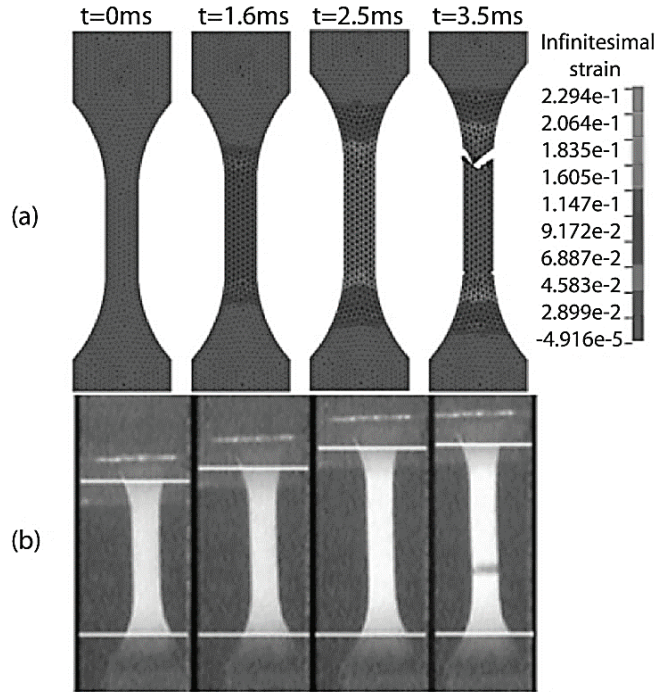 t=0ms t=1.6ms t=2.5ms t=3.5ms
Infinitesimal
strain
2.294e-1
2.064e-1
1.835e-1
1.605e-1
1.147e-1
9.172e-2
6.887e-2
4.583e-2
2.899e-2
-4.916e-5
(a)
(b)